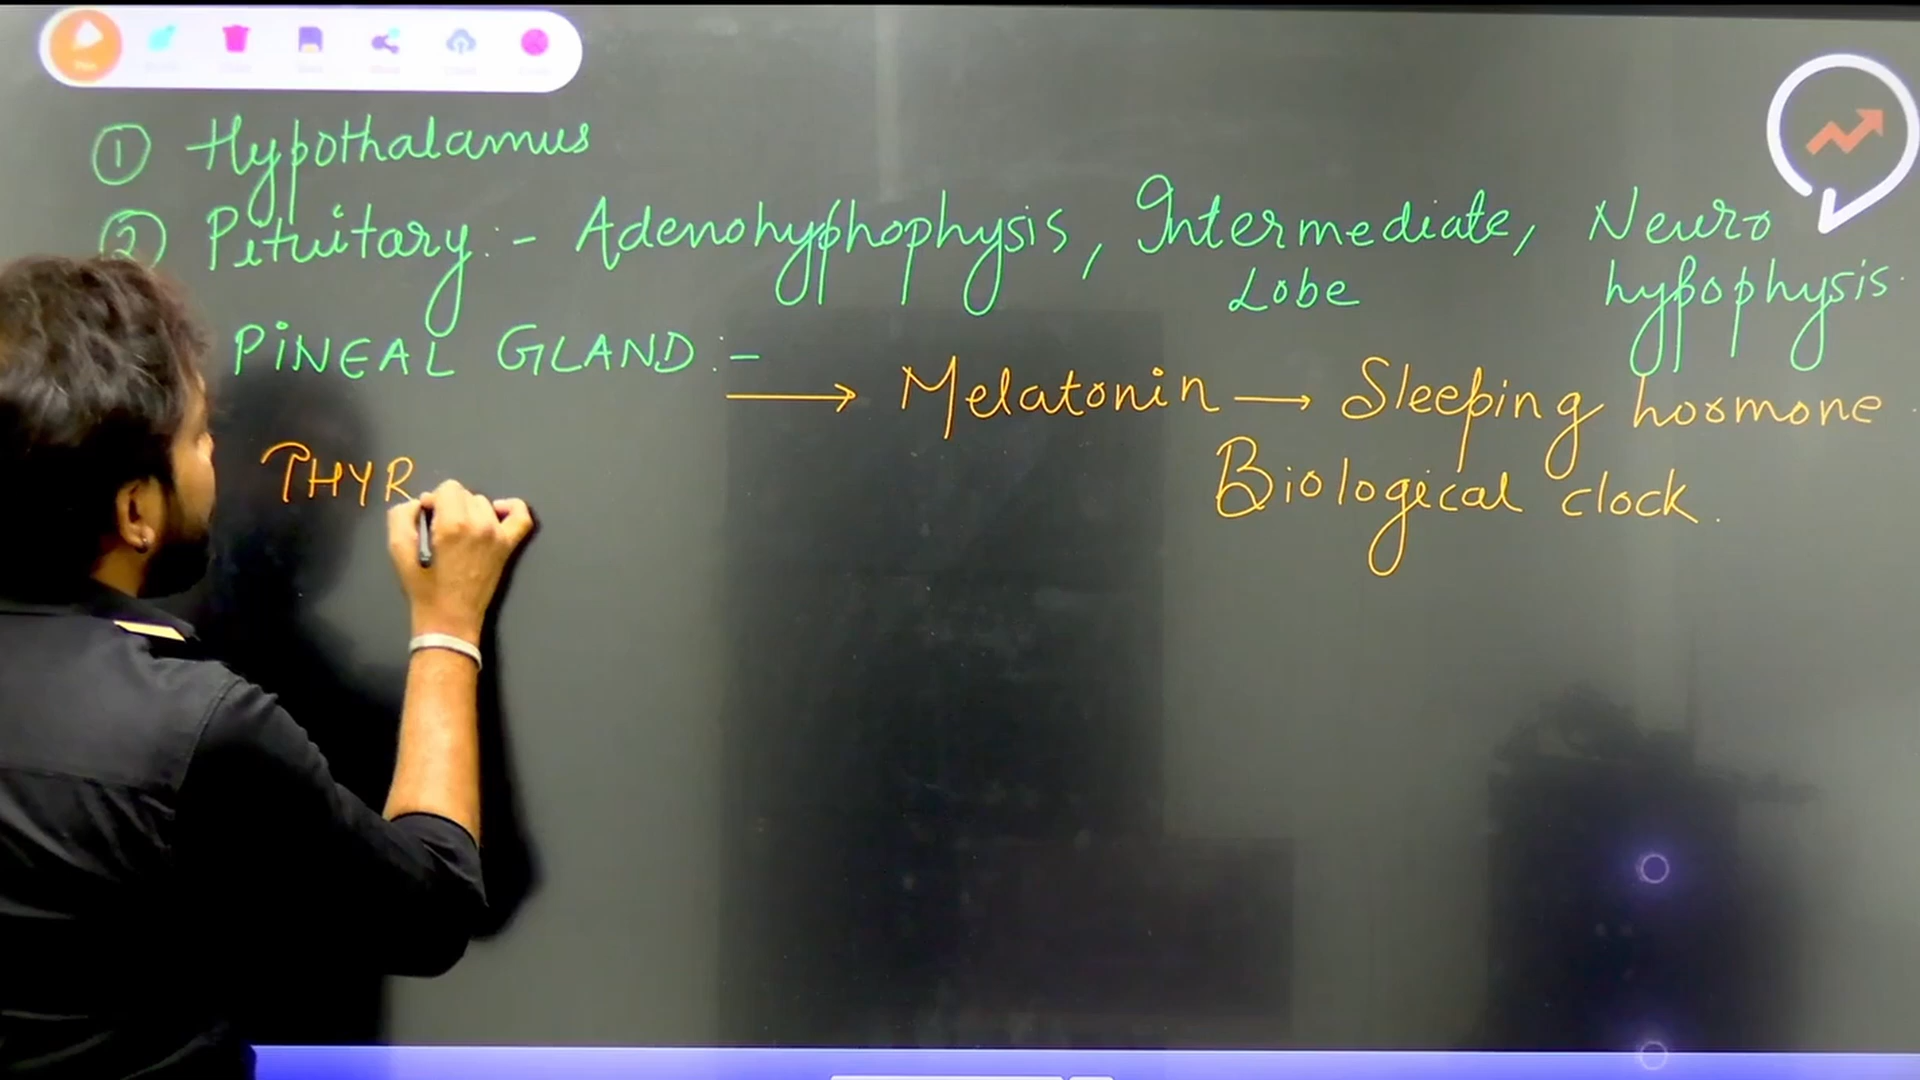 ① Hypothalamus
② Pituitary :- Adenohyphophysis, Intermediate, Neuro
Lobe hypophysis.
PiNEAL GLAND :-
→ Melatonin → Sleeping hormone
Biological clock.
THYR